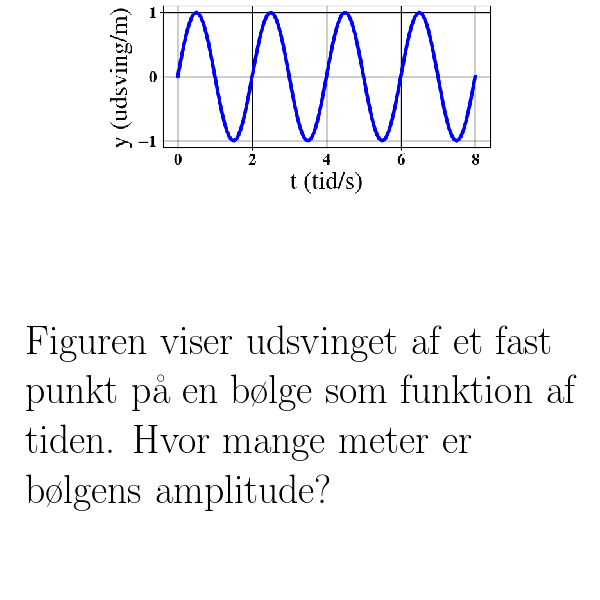 y (udsving/m)
1
0
−1
0 2 4 6 8
t (tid/s)
Figuren viser udsvinget af et fast
punkt på en bølge som funktion af
tiden. Hvor mange meter er
bølgens amplitude?